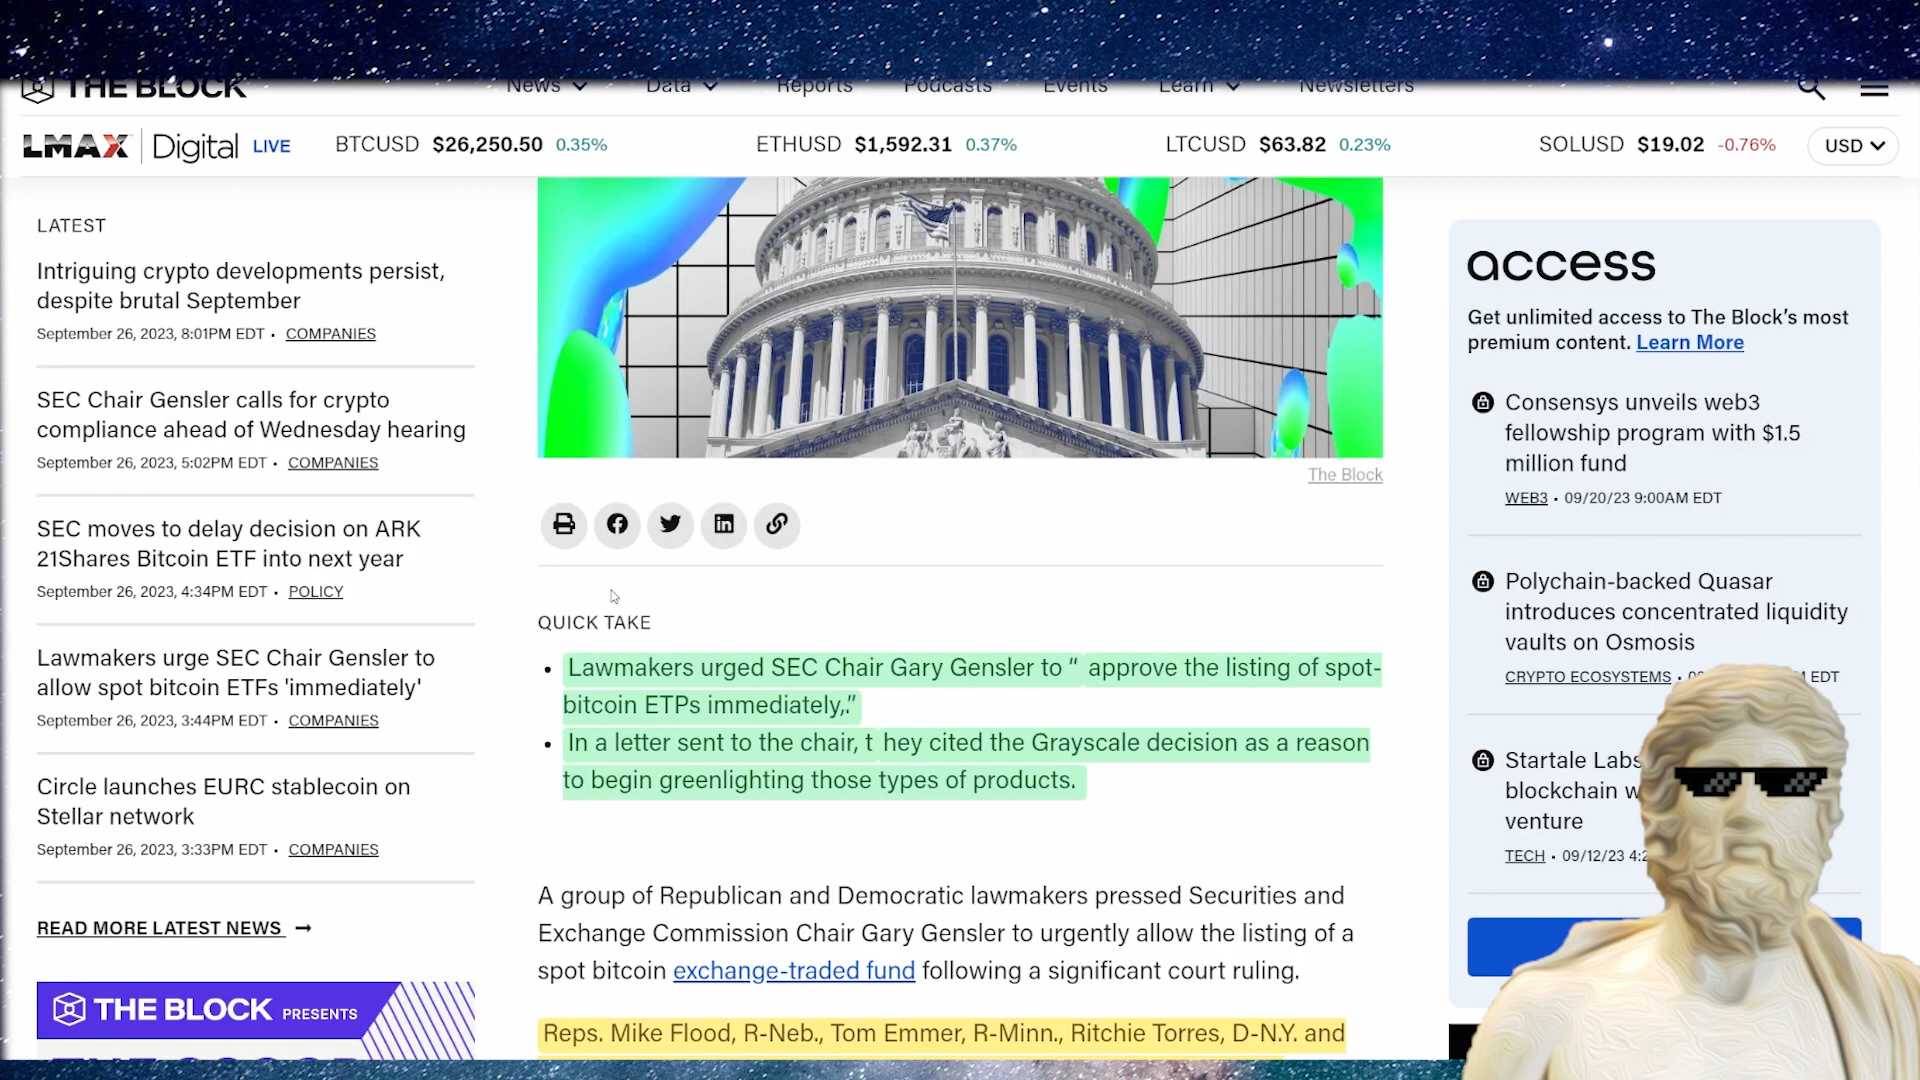 THE BLOCK
News Data Reports Podcasts Events Learn Newsletters
LMAX Digital LIVE BTCUSD $26,250.50 0.35% ETHUSD $1,592.31 0.37% LTCUSD $63.82 0.23% SOLUSD $19.02 -0.76% USD
LATEST
Intriguing crypto developments persist,
despite brutal September
September 26, 2023, 8:01PM EDT • COMPANIES
SEC Chair Gensler calls for crypto
compliance ahead of Wednesday hearing
September 26, 2023, 5:02PM EDT • COMPANIES
SEC moves to delay decision on ARK
21Shares Bitcoin ETF into next year
September 26, 2023, 4:34PM EDT • POLICY
Lawmakers urge SEC Chair Gensler to
allow spot bitcoin ETFs 'immediately'
September 26, 2023, 3:44PM EDT • COMPANIES
Circle launches EURC stablecoin on
Stellar network
September 26, 2023, 3:33PM EDT • COMPANIES
READ MORE LATEST NEWS →
THE BLOCK PRESENTS
The Block
QUICK TAKE
• Lawmakers urged SEC Chair Gary Gensler to “ approve the listing of spot-
bitcoin ETPs immediately,.”
• In a letter sent to the chair, t hey cited the Grayscale decision as a reason
to begin greenlighting those types of products.
A group of Republican and Democratic lawmakers pressed Securities and
Exchange Commission Chair Gary Gensler to urgently allow the listing of a
spot bitcoin exchange-traded fund following a significant court ruling.
Reps. Mike Flood, R-Neb., Tom Emmer, R-Minn., Ritchie Torres, D-N.Y. and
access
Get unlimited access to The Block’s most
premium content. Learn More
Consensys unveils web3
fellowship program with $1.5
million fund
WEB3 • 09/20/23 9:00AM EDT
Polychain-backed Quasar
introduces concentrated liquidity
vaults on Osmosis
CRYPTO ECOSYSTEMS • EDT
Startale Labs
blockchain
venture
TECH • 09/12/23